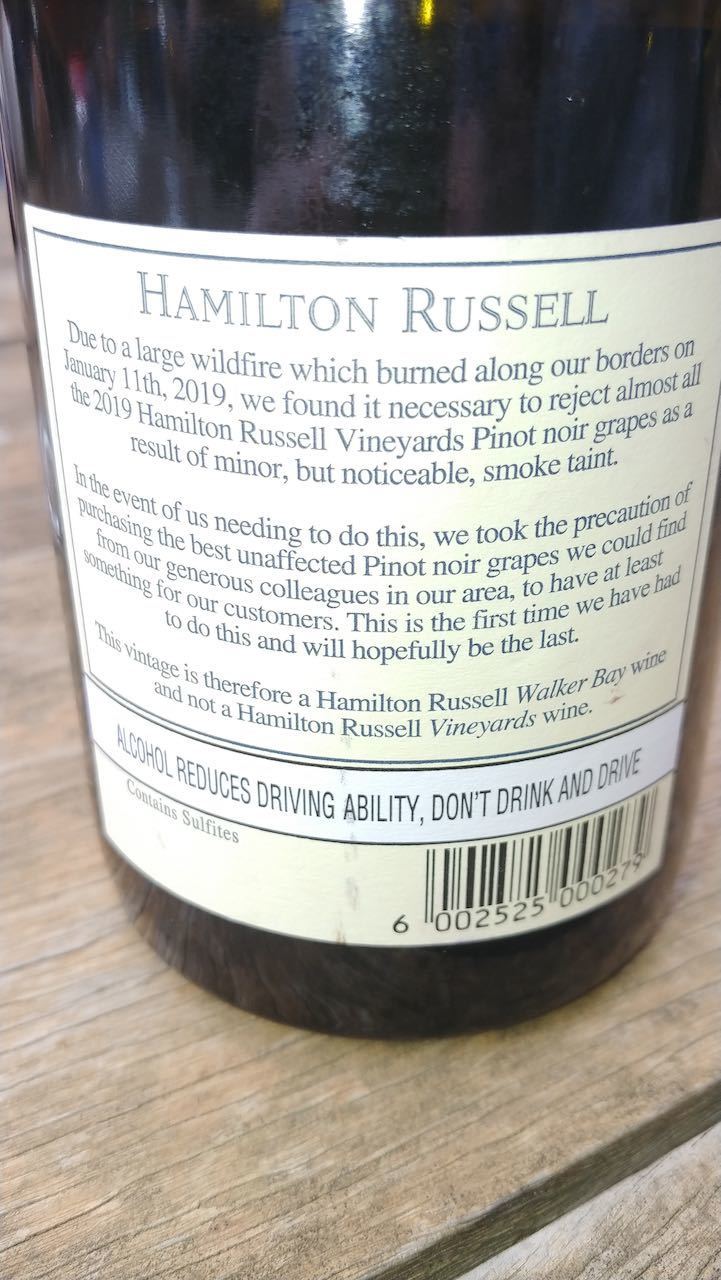 HAMILTON RUSSELL
Due to a large wildfire which burned along our borders on
January 11th, 2019, we found it necessary to reject almost all
the 2019 Hamilton Russell Vineyards Pinot noir grapes as a
result of minor, but noticeable, smoke taint.
In the event of us needing to do this, we took the precaution of
purchasing the best unaffected Pinot noir grapes we could find
from our generous colleagues in our area, to have at least
something for our customers. This is the first time we have had
to do this and will hopefully be the last.
This vintage is therefore a Hamilton Russell Walker Bay wine
and not a Hamilton Russell Vineyards wine.
ALCOHOL REDUCES DRIVING ABILITY, DON'T DRINK AND DRIVE
Contains Sulfites
6 002525 000279